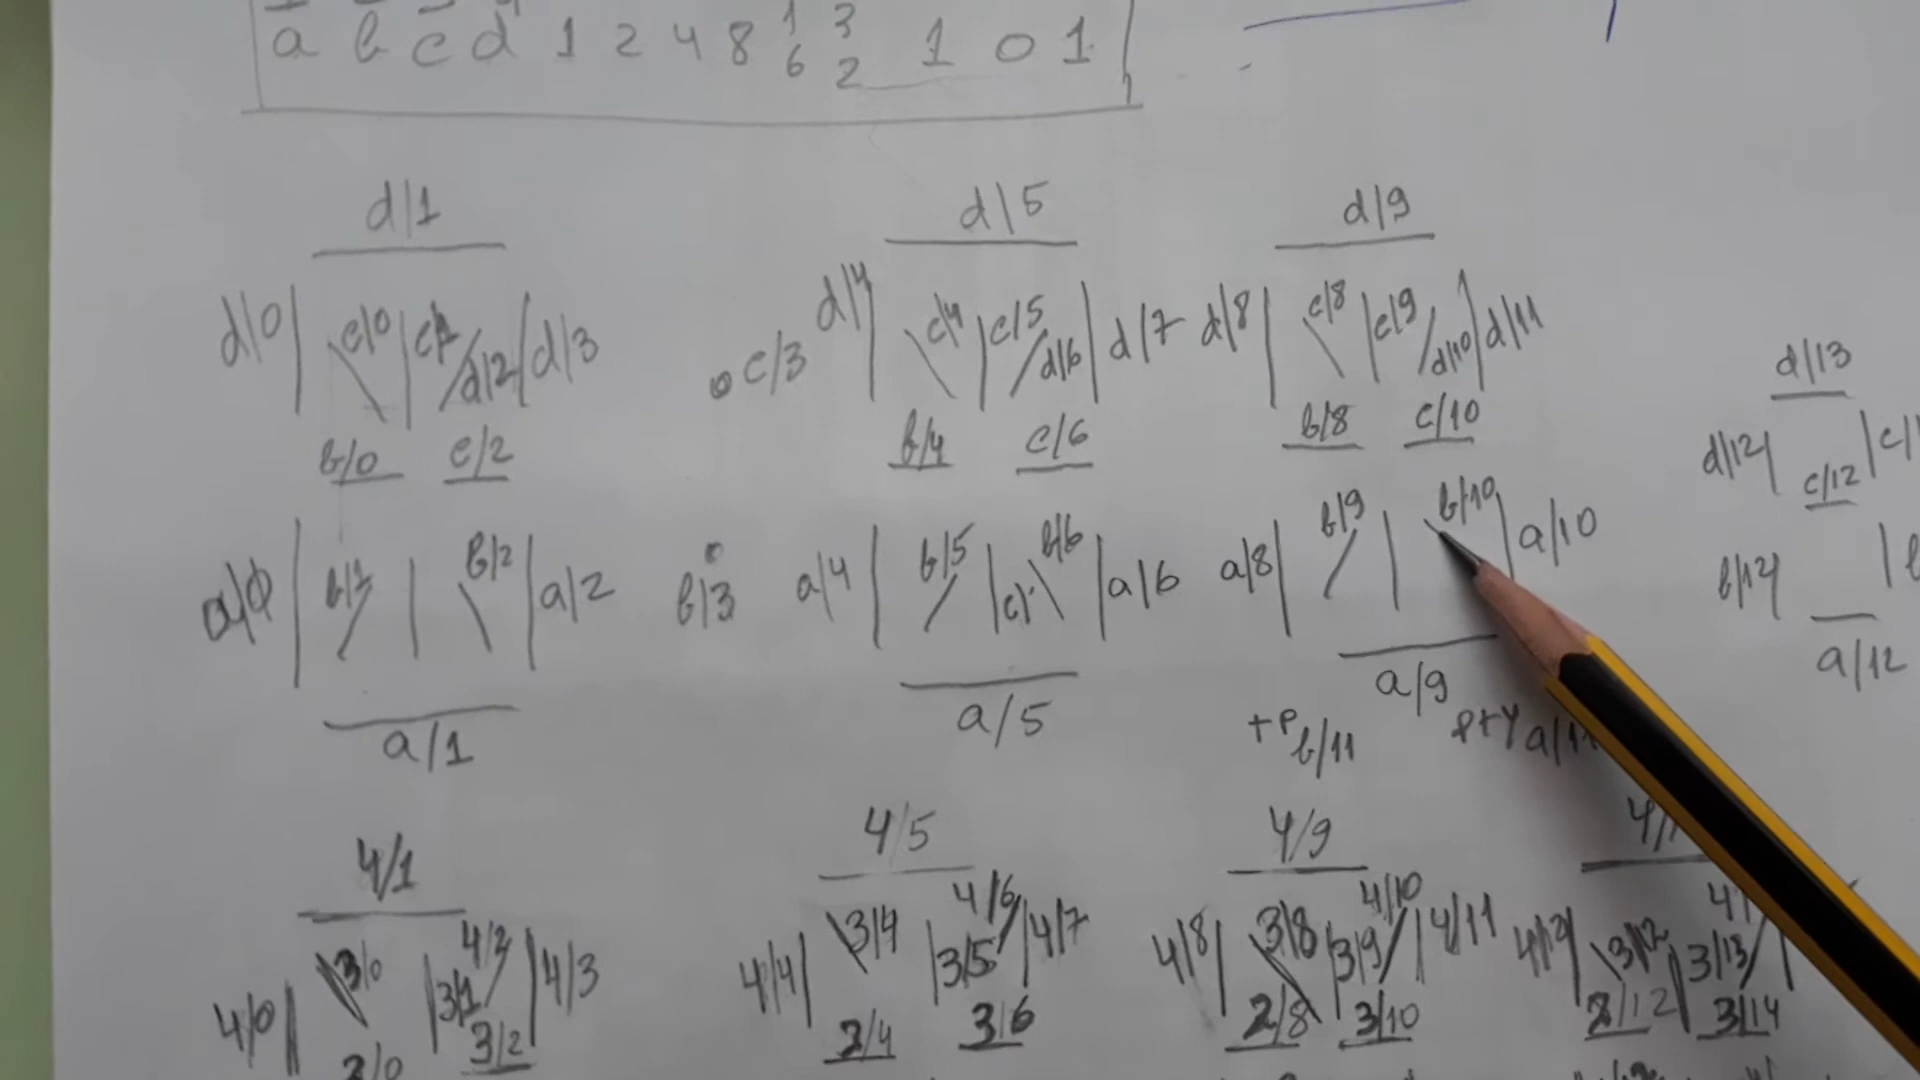 a b c d 1 2 4 8 16 32 1 0 1
d|1 d|5 d|9
d|0 c|0 d|2 d|3 c/3 d|4 c|4 c/5 d|6 d|7 d|8 c|8 c|9 d|10 d|11 d|13
b/0 c/2 b/4 c/6 b/8 c/10 d|12 c/12
a|0 b|2 a|2 b|3 a|4 b/5 b|6 a|6 a|8 b|9 b|10 a|10 b|12
a/1 a/5 a/9 a/12
+P b/11 P+Y
4/1 4/5 4/9
4/0 3/0 3/1 4/2 4/3 4/4 3/4 3/5 4/6 4/7 4/8 3/8 3/9 4/10 4/11 4/12 3/12 3/13
3/2 2/4 3/6 2/8 3/10 2/12 3/14